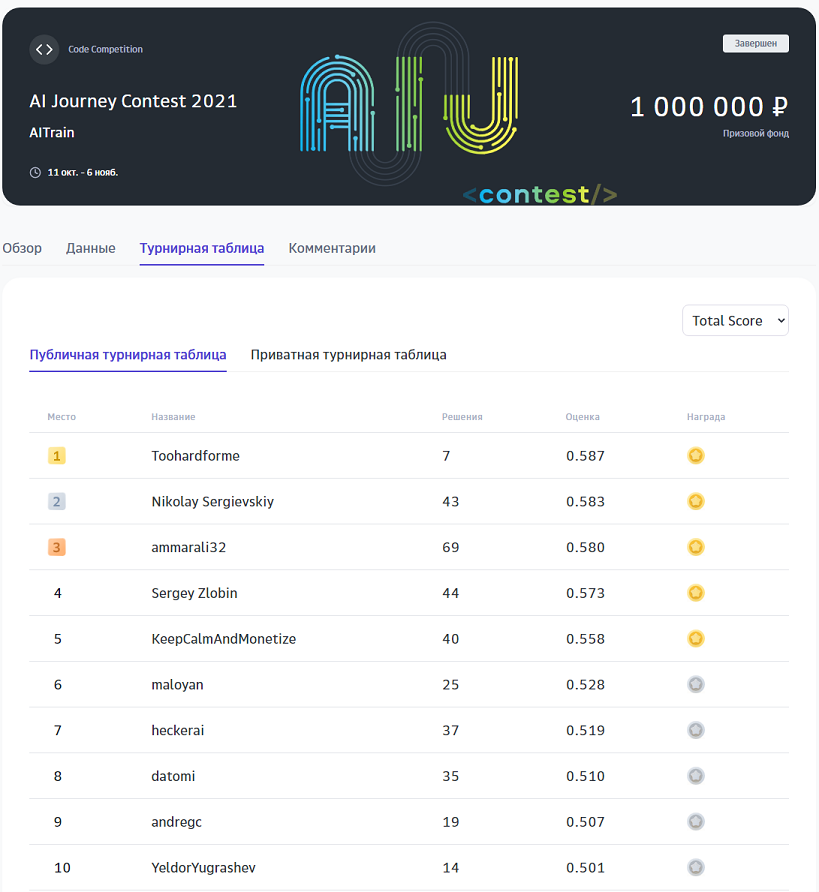 Code Competition
Завершен
AI Journey Contest 2021
AITrain
1 000 000 ₽
Призовой фонд
11 окт. - 6 нояб.
AIJ
<contest/>
Обзор Данные Турнирная таблица Комментарии
Total Score
Публичная турнирная таблица Приватная турнирная таблица
Место Название Решения Оценка Награда
1 Toohardforme 7 0.587
2 Nikolay Sergievskiy 43 0.583
3 ammarali32 69 0.580
4 Sergey Zlobin 44 0.573
5 KeepCalmAndMonetize 40 0.558
6 maloyan 25 0.528
7 heckerai 37 0.519
8 datomi 35 0.510
9 andregc 19 0.507
10 YeldorYugrashev 14 0.501